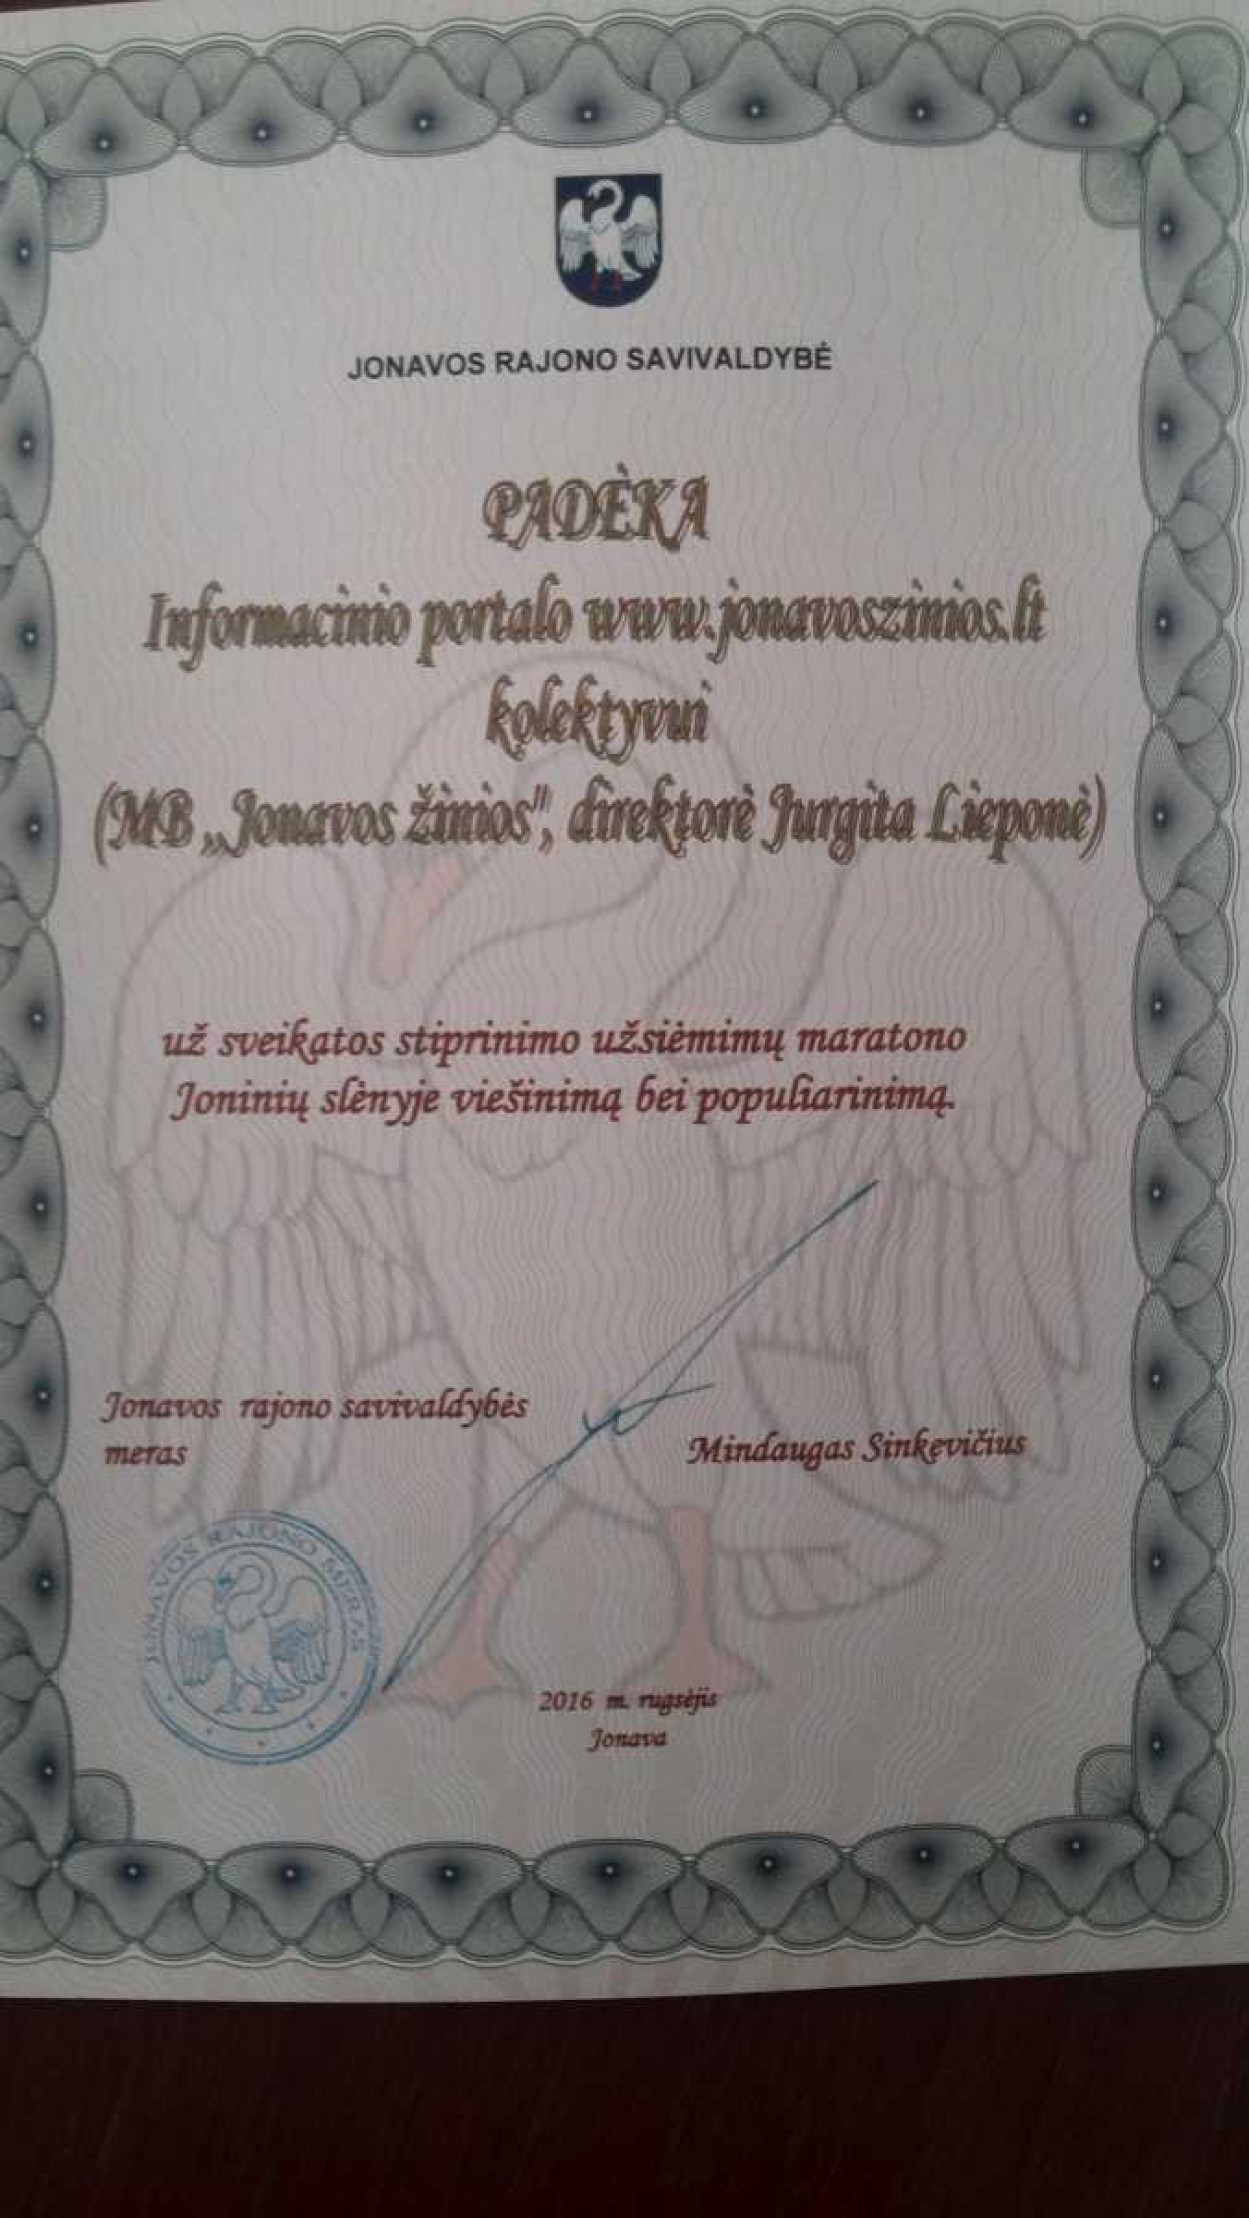 JONAVOS RAJONO SAVIVALDYBĖ
PADĖKA
Informacinio portalo www.jonavoszinios.lt
kolektyvui
(MB „Jonavos žinios", direktorė Jurgita Lieponė)
už sveikatos stiprinimo užsiėmimų maratono
Joninių slėnyje viešinimą bei populiarinimą.
Jonavos rajono savivaldybės
meras
Mindaugas Sinkevičius
JONAVOS RAJONO MERAS
2016 m. rugsėjis
Jonava